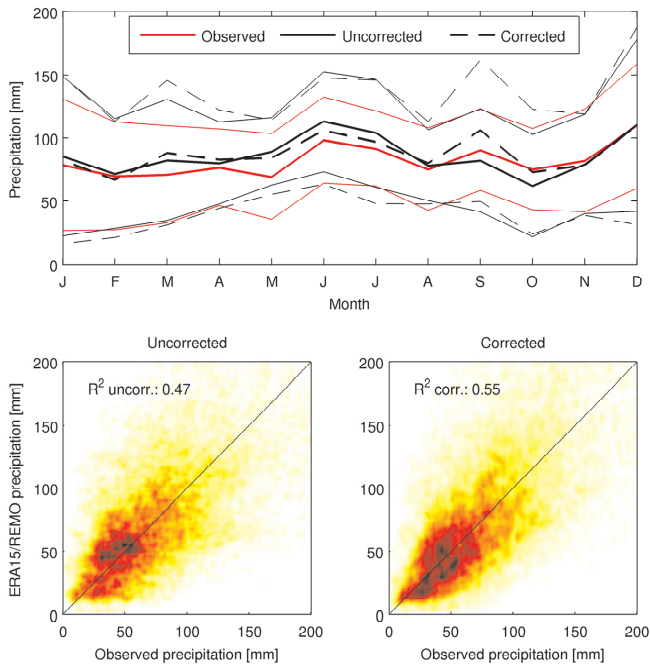 Observed Uncorrected Corrected
200
150
100
50
0
Precipitation [mm]
J F M A M J J A S O N D
Month
Uncorrected Corrected
200
150
100
50
0
ERA15/REMO precipitation [mm]
R² uncorr.: 0.47
0 50 100 150 200
Observed precipitation [mm]
200
150
100
50
0
R² corr.: 0.55
0 50 100 150 200
Observed precipitation [mm]